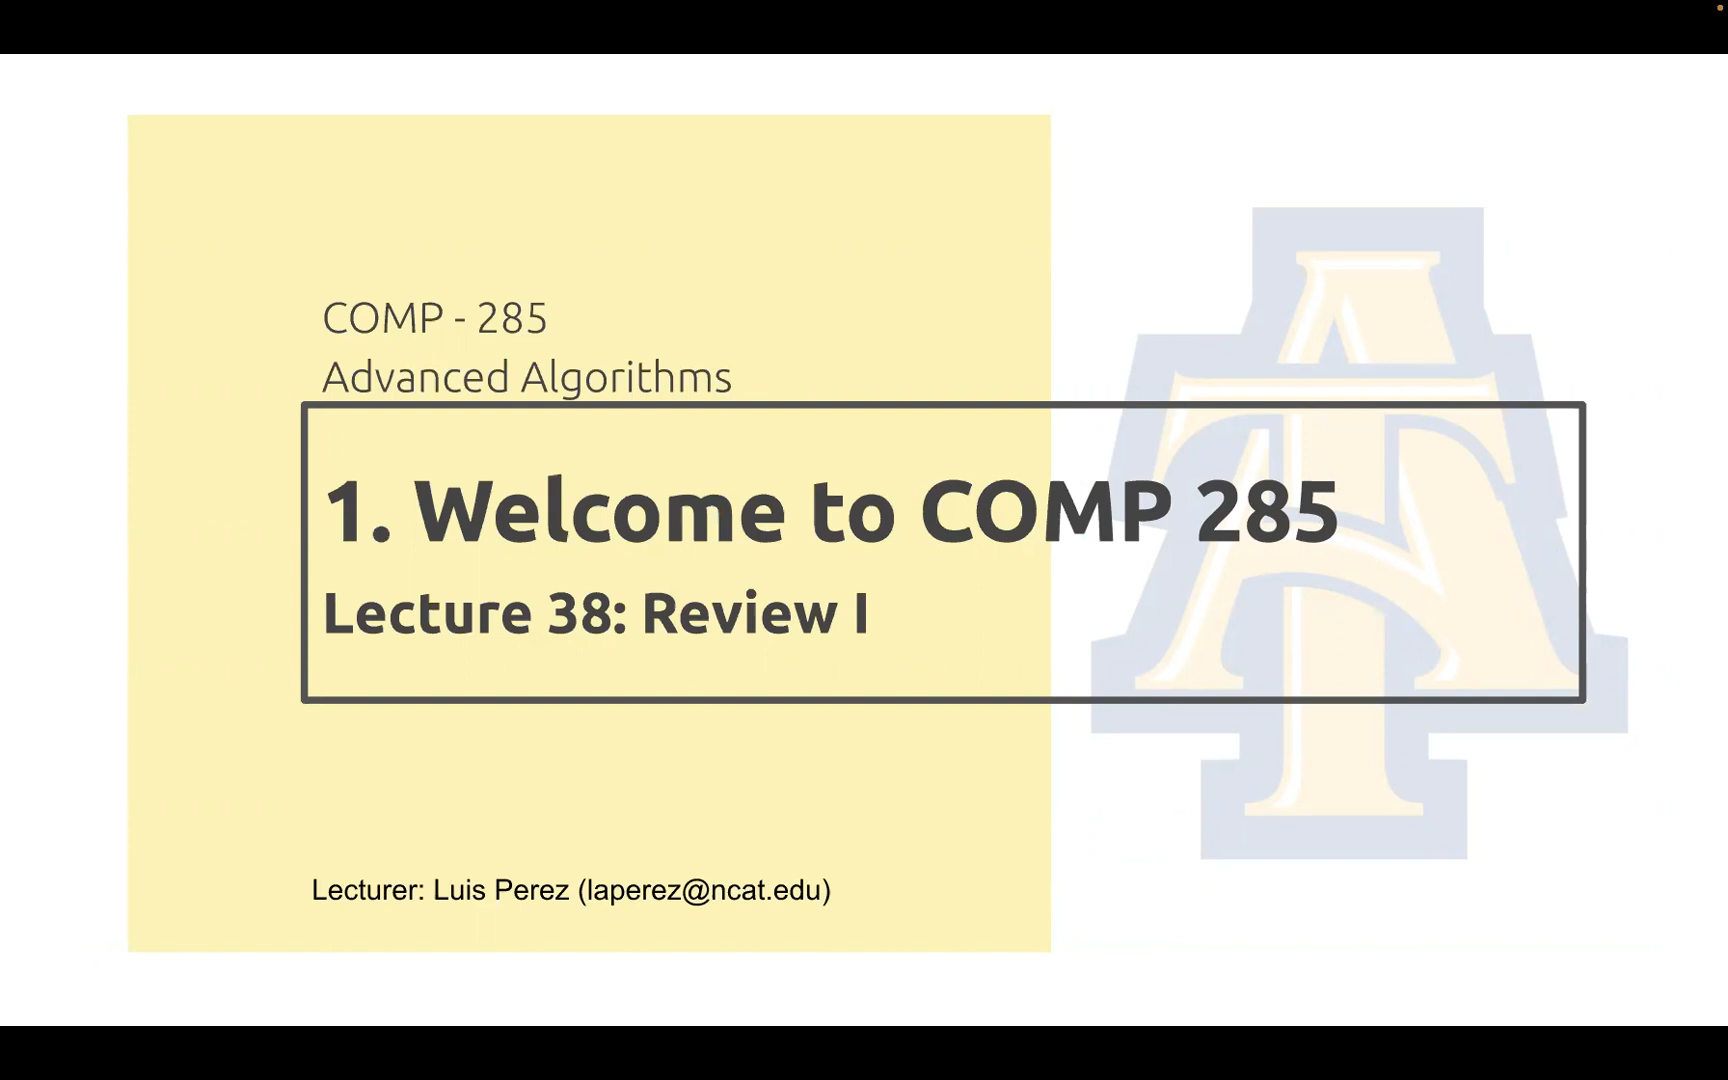 COMP - 285
Advanced Algorithms
1. Welcome to COMP 285
Lecture 38: Review I
Lecturer: Luis Perez (laperez@ncat.edu)